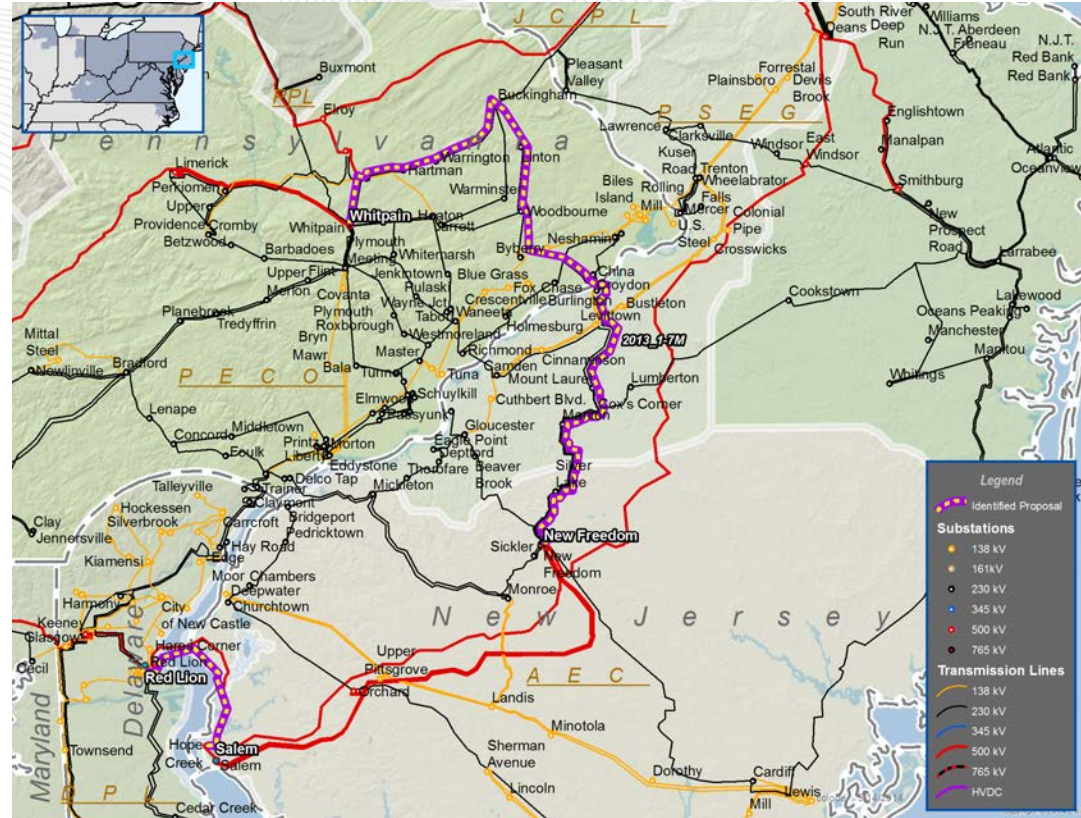 J C P L
South River
Deans
Deep
Run
Williams
N.J.T. Aberdeen
Freneau
N.J.T.
Red Bank
Red Bank
Buxmont
Pleasant
Valley
Forrestal
Plainsboro
Devils
Brook
Buckingham
P P L
Elroy
P S E G
Englishtown
Lawrence
Clarksville
Pennsylvania
Manalpan
Linton
Kuser
Road
Trenton
Windsor
East
Windsor
Atlantic
Oceanview
Limerick
Warrington
Hartman
Wheelabrator
Perkiomen
Warminster
Biles
Island
Rolling
Mill
Falls
Smithburg
Upper
Mercer
Whitpain
Woodbourne
U.S.
Steel
Colonial
Pipe
New
Prospect
Road
Providence
Cromby
Whitpain
Heaton
Jarrett
Neshaminy
Betzwood
Plymouth
Meeting
Byberry
Crosswicks
Larrabee
Barbadoes
Whitemarsh
Upper
Flint
Jenkintown
Blue Grass
China
Croydon
Merion
Covanta
Pulaski
Fox Chase
Cookstown
Lakewood
Plymouth
Wayne Jct.
Crescentville
Burlington
Bustleton
Oceans Peaking
Planebrook
Roxborough
Tabor
Waneeta
Levittown
Tredyffrin
Westmoreland
Holmesburg
Manchester
Mittal
Steel
Bryn
Mawr
Master
Richmond
2013_1-7M
Manitou
Bradford
Camden
Cinnaminson
Newlinville
Bala
Tunn
Tuna
Mount Laurel
Lumberton
Whitings
P E C O
Schuylkill
Elmwood
Cuthbert Blvd.
Cox's Corner
Lenape
Passyunk
Marlton
Middletown
Gloucester
Concord
Printz
Morton
Eagle Point
Foulk
Liberty
Deptford
Silver
Lake
Eddystone
Thorofare
Beaver
Brook
Delco Tap
Talleyville
Trainer
Mickleton
Claymont
Hockessen
Bridgeport
Silverbrook
Carrcroft
Pedricktown
New Freedom
Clay
Jennersville
Hay Road
Sickler
New
Freedom
Kiamensi
Edge
Moor
Chambers
Monroe
Deepwater
Harmony
City
of New Castle
Churchtown
New Jersey
Keeney
Glasgow
Hares Corner
Cecil
Red Lion
Upper
Pittsgrove
Red Lion
A E C
Orchard
Landis
Delaware
Maryland
Minotola
Hope
Creek
Salem
Salem
Townsend
Sherman
Avenue
Dorothy
Cardiff
D P L
Lincoln
Mill
Lewis
Cedar Creek
Legend
Identified Proposal
Substations
138 kV
161kV
230 kV
345 kV
500 kV
765 kV
Transmission Lines
138 kV
230 kV
345 kV
500 kV
765 kV
HVDC